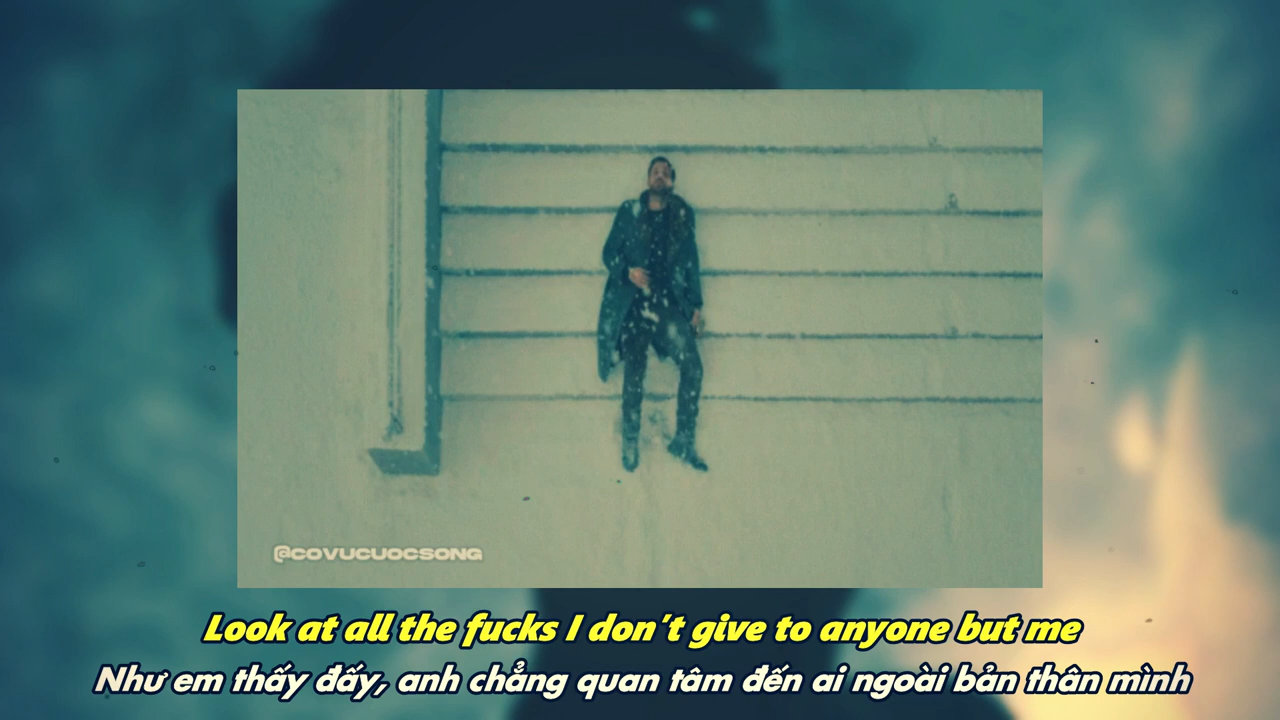 @COVUCUOCSONG
Look at all the fucks I don't give to anyone but me
Như em thấy đấy, anh chẳng quan tâm đến ai ngoài bản thân mình